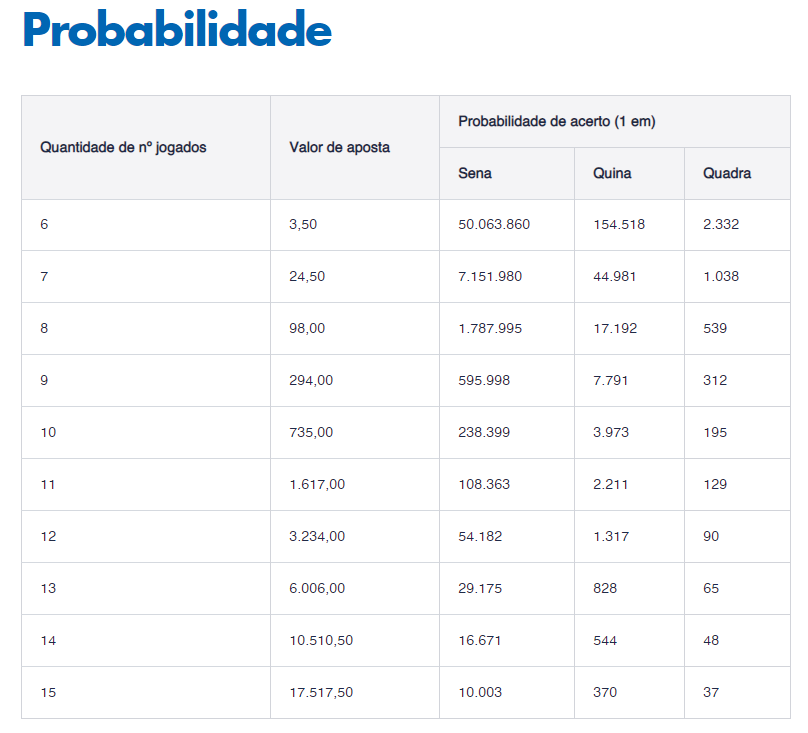 Probabilidade
Quantidade de nº jogados Valor de aposta Probabilidade de acerto (1 em)
Sena Quina Quadra
6 3,50 50.063.860 154.518 2.332
7 24,50 7.151.980 44.981 1.038
8 98,00 1.787.995 17.192 539
9 294,00 595.998 7.791 312
10 735,00 238.399 3.973 195
11 1.617,00 108.363 2.211 129
12 3.234,00 54.182 1.317 90
13 6.006,00 29.175 828 65
14 10.510,50 16.671 544 48
15 17.517,50 10.003 370 37